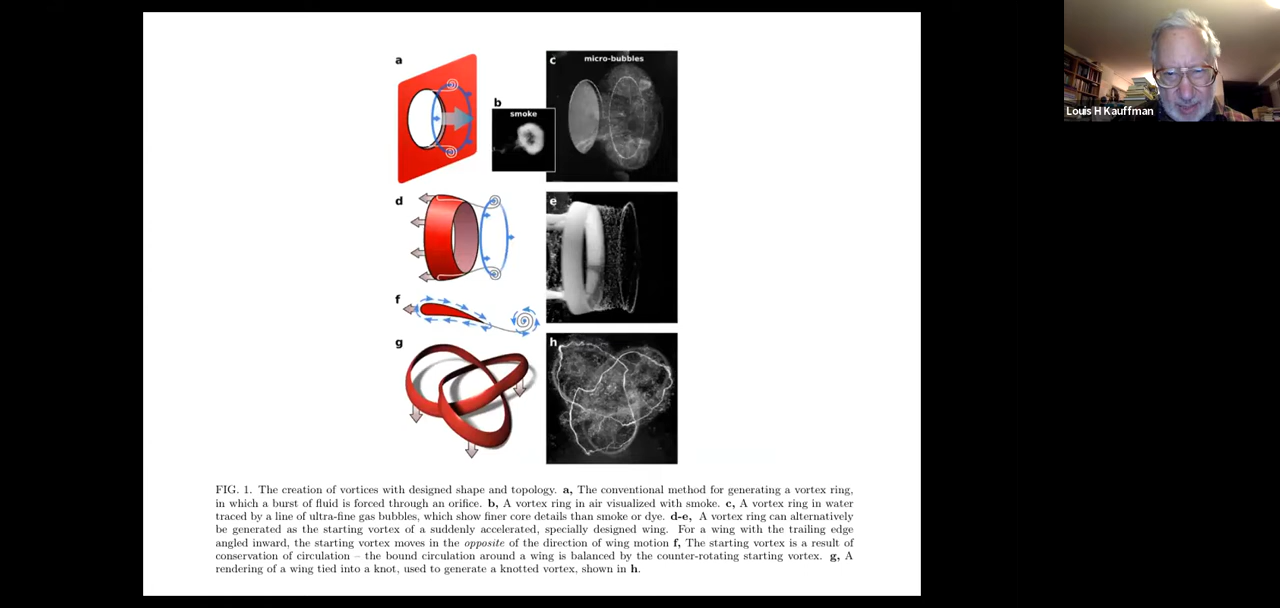 a
c
micro-bubbles
b
smoke
d
e
f
g
h
Louis H Kauffman
FIG. 1. The creation of vortices with designed shape and topology. a, The conventional method for generating a vortex ring,
in which a burst of fluid is forced through an orifice. b, A vortex ring in air visualized with smoke. c, A vortex ring in water
traced by a line of ultra-fine gas bubbles, which show finer core details than smoke or dye. d-e, A vortex ring can alternatively
be generated as the starting vortex of a suddenly accelerated, specially designed wing. For a wing with the trailing edge
angled inward, the starting vortex moves in the opposite of the direction of wing motion f, The starting vortex is a result of
conservation of circulation – the bound circulation around a wing is balanced by the counter-rotating starting vortex. g, A
rendering of a wing tied into a knot, used to generate a knotted vortex, shown in h.